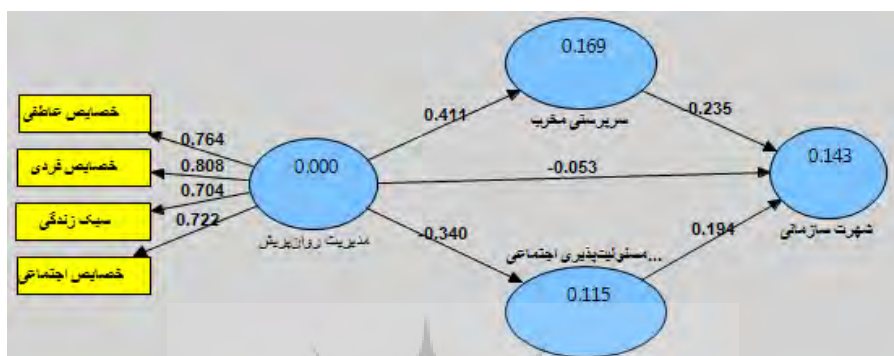 0.169
خصایص عاطفی
0.764
0.411
سرپرستی مخرب
0.235
خصایص فردی
0.808
0.000
-0.053
0.143
0.704
سبک زندگی
0.722
مدیریت روان‌پریش
-0.340
0.194
شهرت سازمانی
خصایص اجتماعی
مسئولیت‌پذیری اجتماعی...
0.115